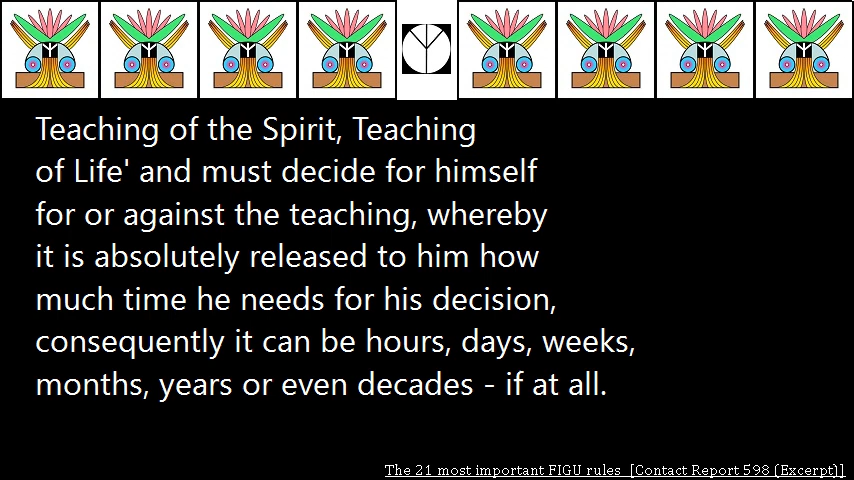 Teaching of the Spirit, Teaching
of Life' and must decide for himself
for or against the teaching, whereby
it is absolutely released to him how
much time he needs for his decision,
consequently it can be hours, days, weeks,
months, years or even decades - if at all.
The 21 most important FIGU rules [Contact Report 598 (Excerpt)]